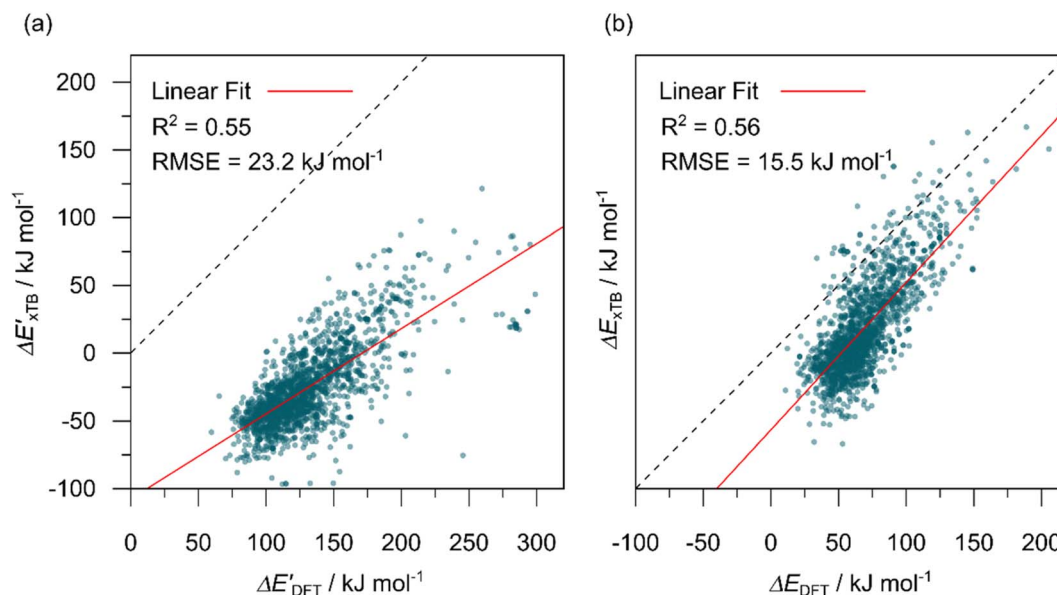 (a)
Linear Fit
R² = 0.55
RMSE = 23.2 kJ mol⁻¹
200
150
100
50
0
-50
-100
ΔE′xTB / kJ mol⁻¹
0 50 100 150 200 250 300
ΔE′DFT / kJ mol⁻¹
(b)
Linear Fit
R² = 0.56
RMSE = 15.5 kJ mol⁻¹
ΔExTB / kJ mol⁻¹
-100 -50 0 50 100 150 200
ΔEDFT / kJ mol⁻¹